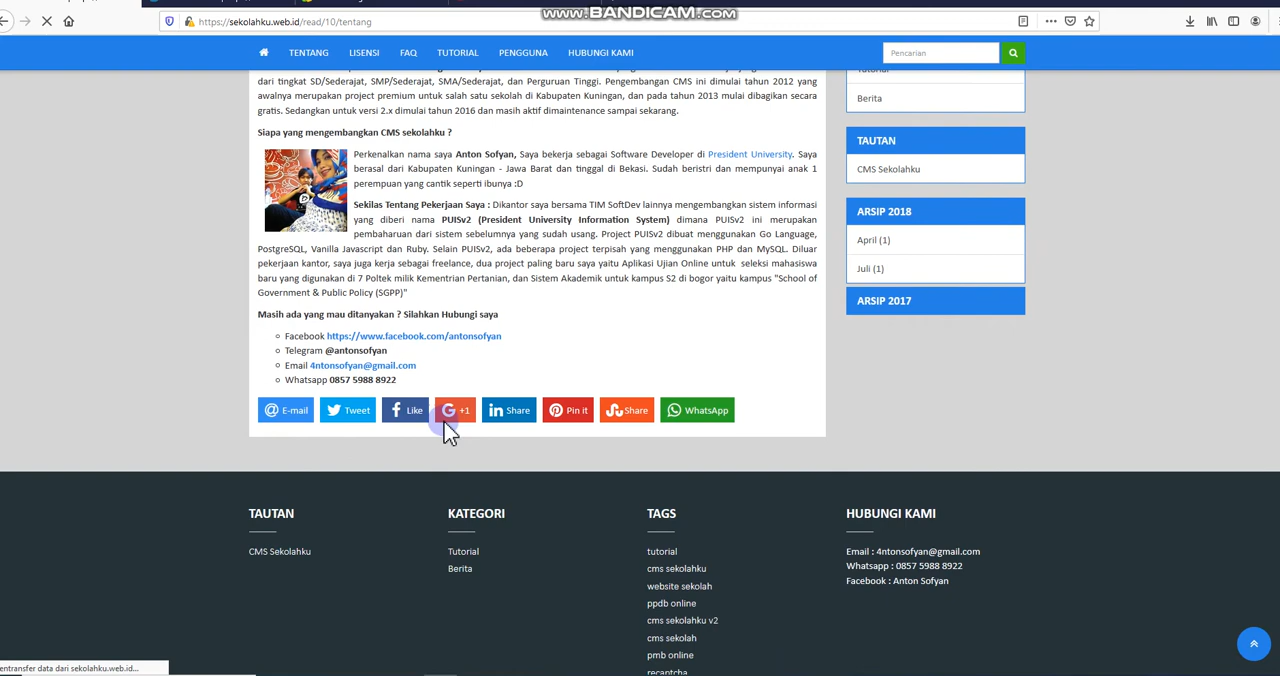 www.BANDICAM.com
https://sekolahku.web.id/read/10/tentang
TENTANG LISENSI FAQ TUTORIAL PENGGUNA HUBUNGI KAMI
Pencarian
dari tingkat SD/Sederajat, SMP/Sederajat, SMA/Sederajat, dan Perguruan Tinggi. Pengembangan CMS ini dimulai tahun 2012 yang
awalnya merupakan project premium untuk salah satu sekolah di Kabupaten Kuningan, dan pada tahun 2013 mulai dibagikan secara
gratis. Sedangkan untuk versi 2.x dimulai tahun 2016 dan masih aktif dimaintenance sampai sekarang.
Siapa yang mengembangkan CMS sekolahku ?
Perkenalkan nama saya Anton Sofyan, Saya bekerja sebagai Software Developer di President University. Saya
berasal dari Kabupaten Kuningan - Jawa Barat dan tinggal di Bekasi. Sudah beristri dan mempunyai anak 1
perempuan yang cantik seperti ibunya :D
Sekilas Tentang Pekerjaan Saya : Dikantor saya bersama TIM SoftDev lainnya mengembangkan sistem informasi
yang diberi nama PUISv2 (President University Information System) dimana PUISv2 ini merupakan
pembaharuan dari sistem sebelumnya yang sudah usang. Project PUISv2 dibuat menggunakan Go Language,
PostgreSQL, Vanilla Javascript dan Ruby. Selain PUISv2, ada beberapa project terpisah yang menggunakan PHP dan MySQL. Diluar
pekerjaan kantor, saya juga kerja sebagai freelance, dua project paling baru saya yaitu Aplikasi Ujian Online untuk seleksi mahasiswa
baru yang digunakan di 7 Poltek milik Kementrian Pertanian, dan Sistem Akademik untuk kampus S2 di bogor yaitu kampus "School of
Government & Public Policy (SGPP)"
Masih ada yang mau ditanyakan ? Silahkan Hubungi saya
Facebook https://www.facebook.com/antonsofyan
Telegram @antonsofyan
Email 4ntonsofyan@gmail.com
Whatsapp 0857 5988 8922
E-mail Tweet Like +1 Share Pin it Share WhatsApp
Tutorial
Berita
TAUTAN
CMS Sekolahku
ARSIP 2018
April (1)
Juli (1)
ARSIP 2017
TAUTAN
CMS Sekolahku
KATEGORI
Tutorial
Berita
TAGS
tutorial
cms sekolahku
website sekolah
ppdb online
cms sekolahku v2
cms sekolah
pmb online
recaptcha
HUBUNGI KAMI
Email : 4ntonsofyan@gmail.com
Whatsapp : 0857 5988 8922
Facebook : Anton Sofyan
entransfer data dari sekolahku.web.id...